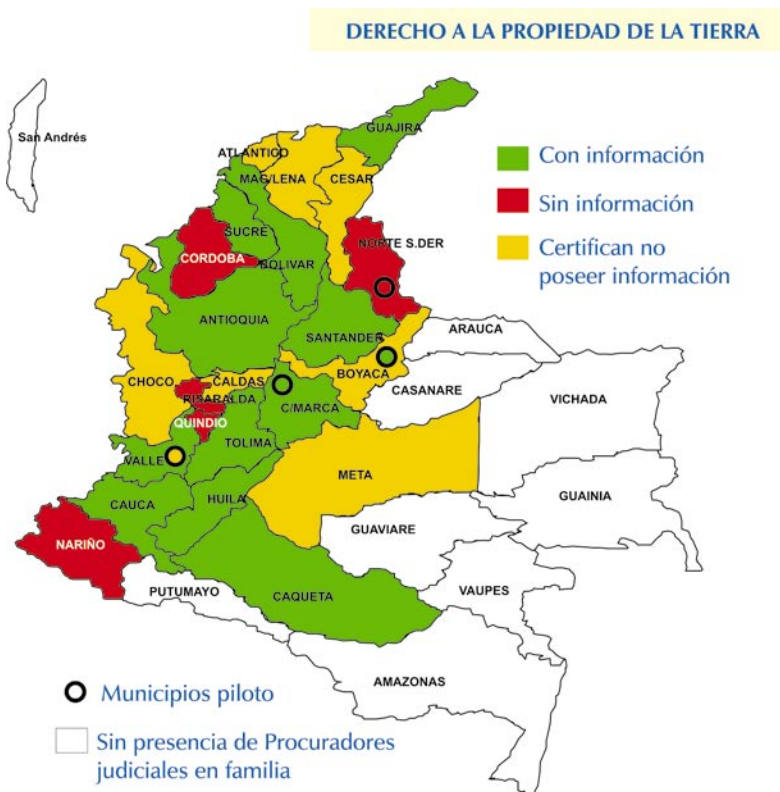 DERECHO A LA PROPIEDAD DE LA TIERRA
San Andrés
GUAJIRA
ATLANTICO
MAG/LENA
CESAR
Con información
Sin información
Certifican no
poseer información
SUCRE
NORTE S.DER
CORDOBA
BOLIVAR
ANTIOQUIA
SANTANDER
ARAUCA
BOYACA
CHOCO
CALDAS
CASANARE
RISARALDA
C/MARCA
VICHADA
QUINDIO
TOLIMA
VALLE
META
CAUCA
HUILA
GUAINIA
GUAVIARE
NARIÑO
PUTUMAYO
CAQUETA
VAUPES
AMAZONAS
Municipios piloto
Sin presencia de Procuradores
judiciales en familia